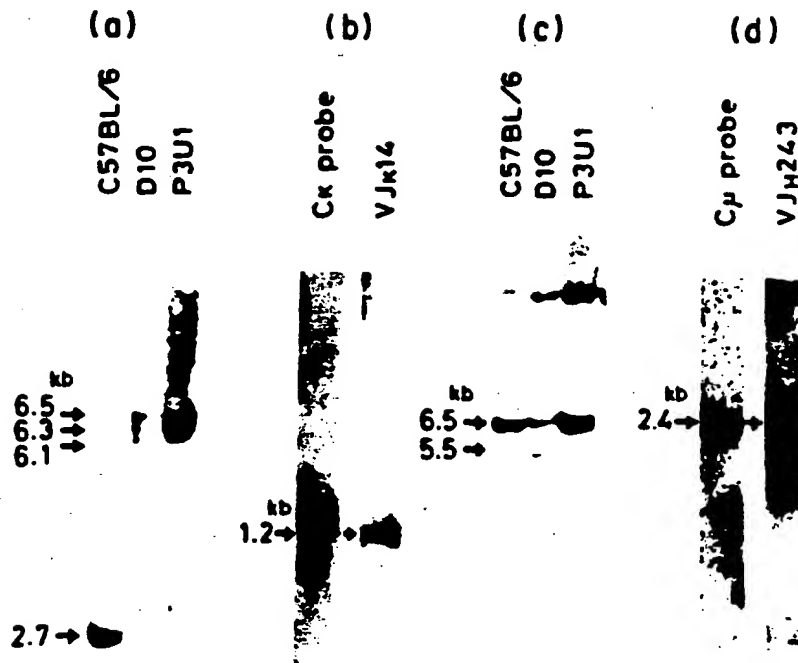 (a)
(b)
(c)
(d)
C57BL/6
D10
P3U1
Cκ probe
VJκ14
C57BL/6
D10
P3U1
Cμ probe
VJH243
kb
6.5
6.3
6.1
2.7
kb
1.2
kb
6.5
5.5
kb
2.4